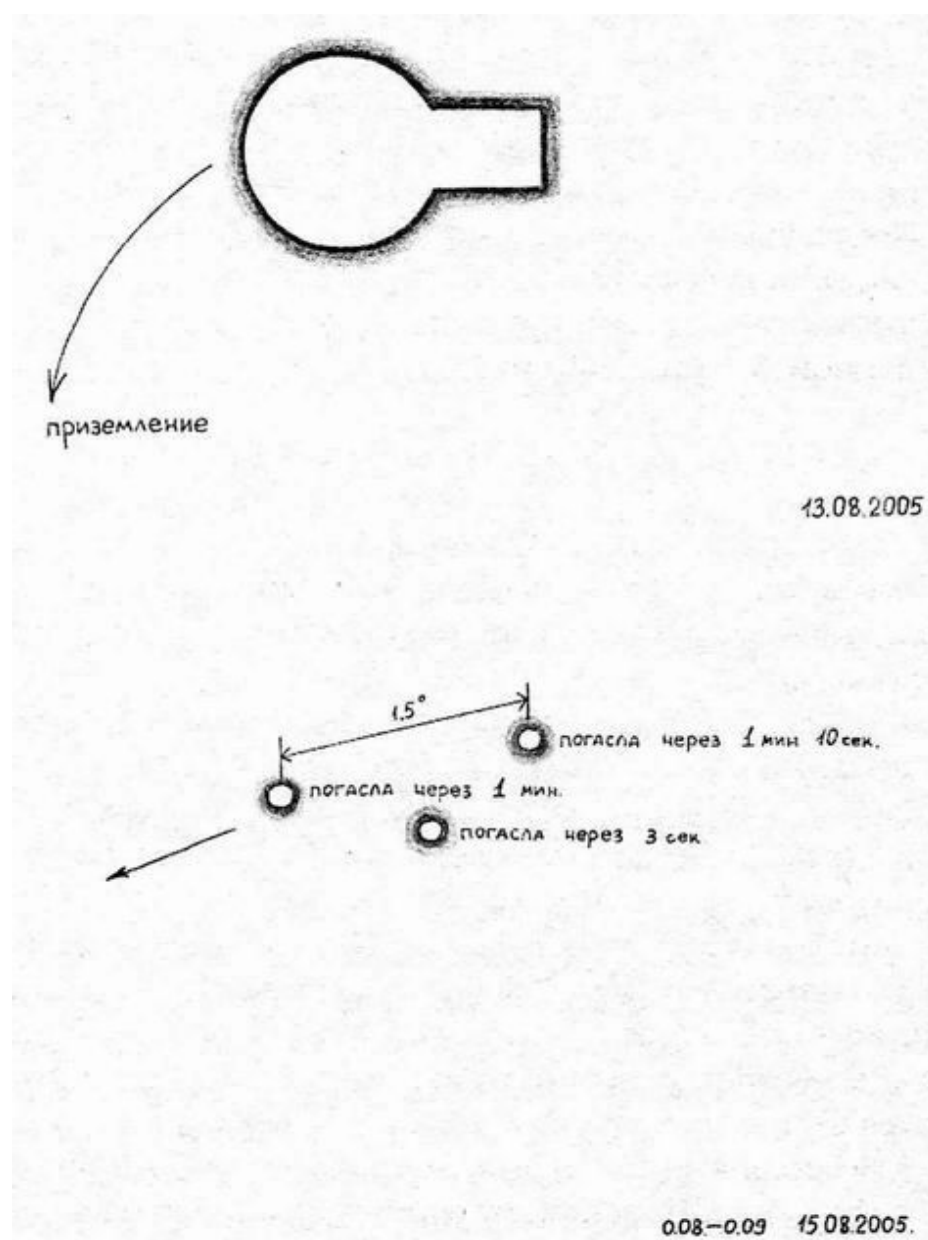 приземление
13.08.2005
1.5°
погасла через 1 мин 10 сек.
погасла через 1 мин.
погасла через 3 сек
0.08–0.09 15 08.2005.